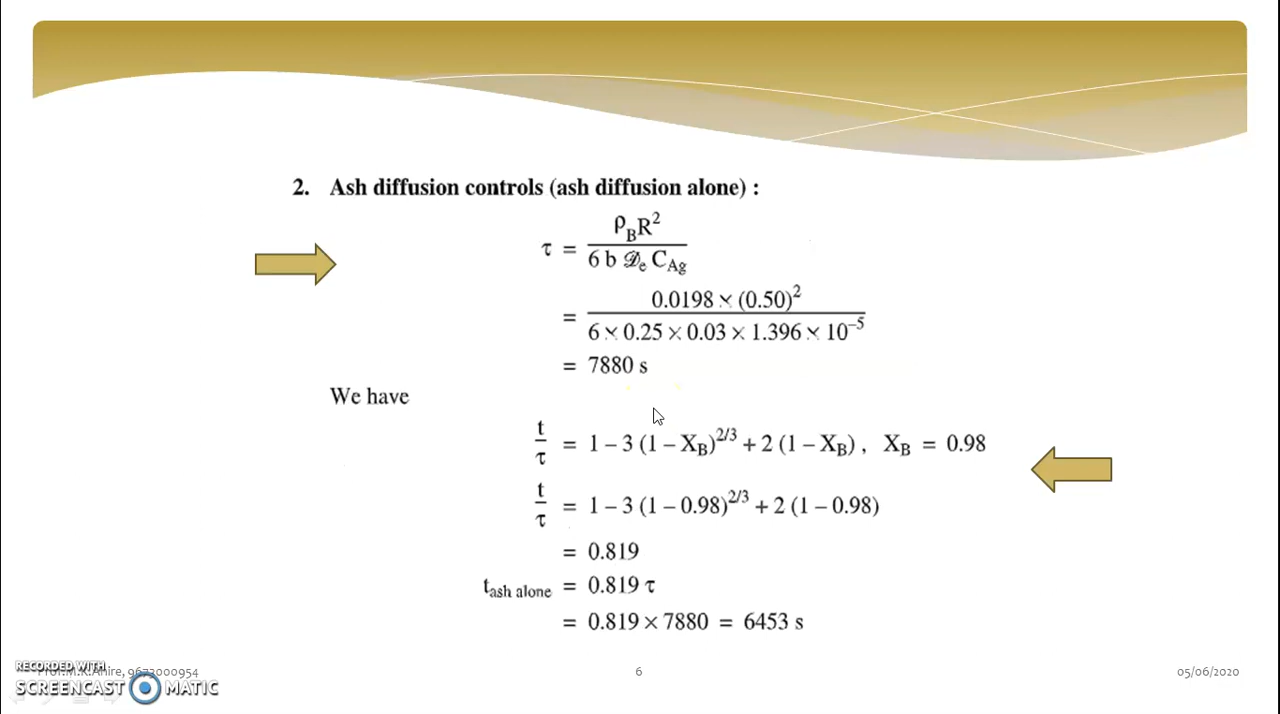 2. Ash diffusion controls (ash diffusion alone) :
τ = ρ_B R² / 6 b 𝒟_e C_Ag
= 0.0198 × (0.50)² / 6 × 0.25 × 0.03 × 1.396 × 10⁻⁵
= 7880 s
We have
t/τ = 1 – 3 (1 – X_B)^2/3 + 2 (1 – X_B) , X_B = 0.98
t/τ = 1 – 3 (1 – 0.98)^2/3 + 2 (1 – 0.98)
= 0.819
t_ash alone = 0.819 τ
= 0.819 × 7880 = 6453 s
RECORDED WITH
9673000954 6 05/06/2020
SCREENCAST MATIC